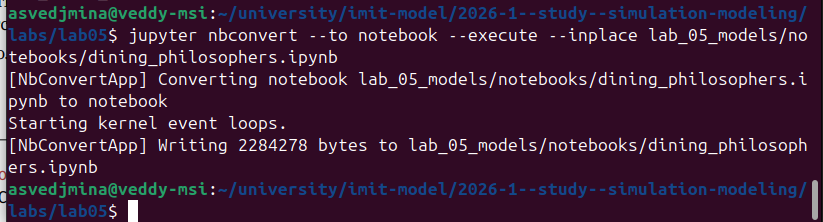 asvedjmina@veddy-msi:~/university/imit-model/2026-1--study--simulation-modeling/
labs/lab05$ jupyter nbconvert --to notebook --execute --inplace lab_05_models/no
tebooks/dining_philosophers.ipynb
[NbConvertApp] Converting notebook lab_05_models/notebooks/dining_philosophers.i
pynb to notebook
Starting kernel event loops.
[NbConvertApp] Writing 2284278 bytes to lab_05_models/notebooks/dining_philosoph
ers.ipynb
asvedjmina@veddy-msi:~/university/imit-model/2026-1--study--simulation-modeling/
labs/lab05$